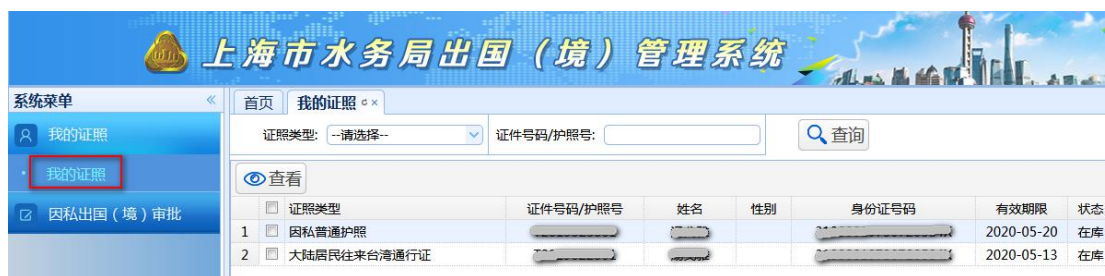 上海市水务局出国（境）管理系统
系统菜单
我的证照
我的证照
因私出国（境）审批
首页 我的证照
证照类型: --请选择-- 证件号码/护照号: 查询
查看
证照类型 证件号码/护照号 姓名 性别 身份证号码 有效期限 状态
1 因私普通护照 2020-05-20 在库
2 大陆居民往来台湾通行证 2020-05-13 在库